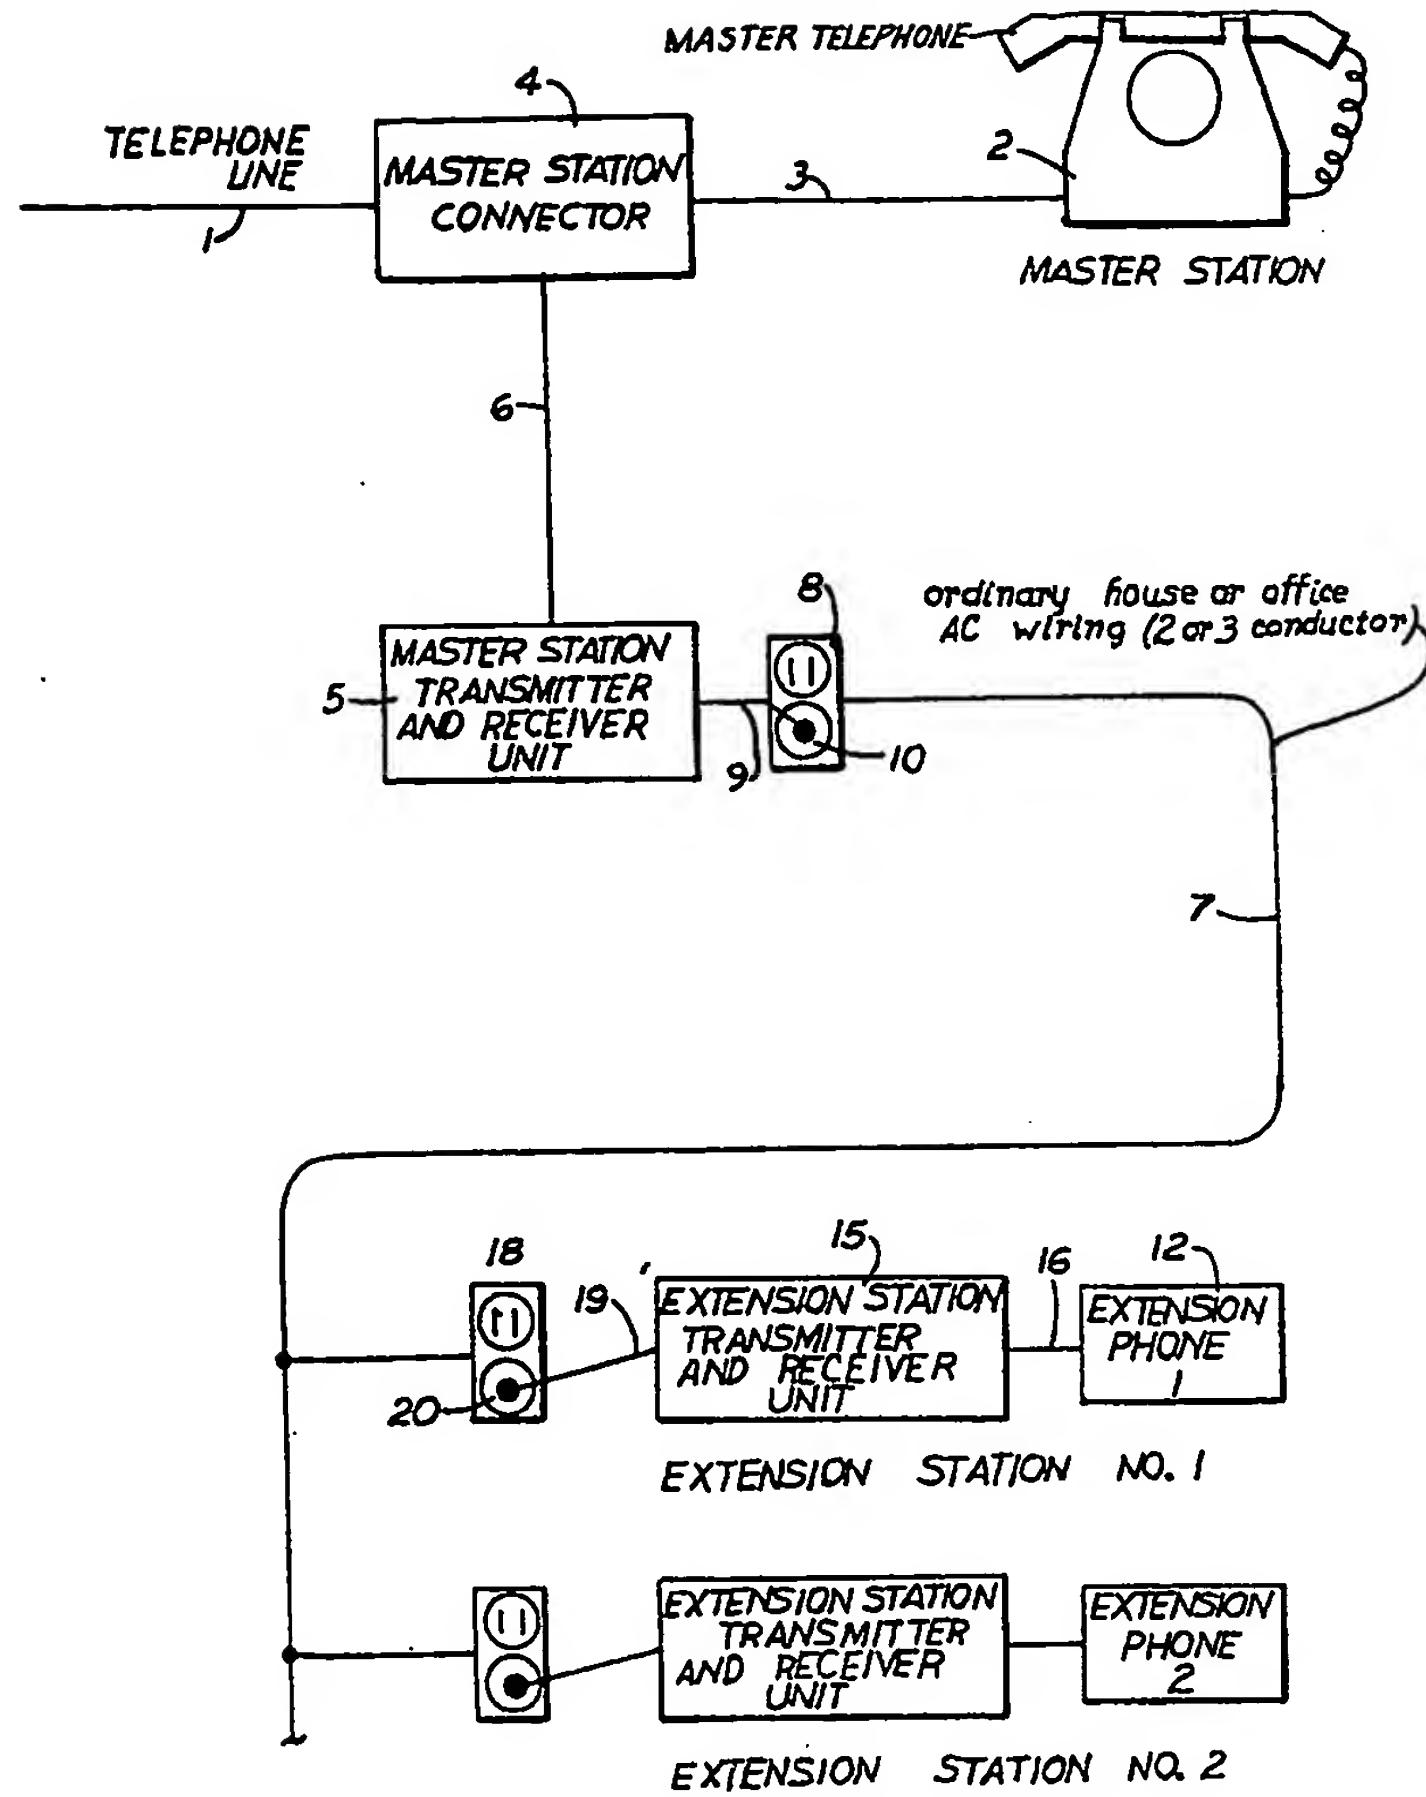 MASTER TELEPHONE
4
TELEPHONE
LINE
1
MASTER STATION
CONNECTOR
3
2
MASTER STATION
6
8
ordinary house or office
AC wiring (2 or 3 conductor)
5
MASTER STATION
TRANSMITTER
AND RECEIVER
UNIT
9
10
7
18
19
20
15
EXTENSION STATION
TRANSMITTER
AND RECEIVER
UNIT
16
12
EXTENSION
PHONE
1
EXTENSION STATION NO. 1
EXTENSION STATION
TRANSMITTER
AND RECEIVER
UNIT
EXTENSION
PHONE
2
EXTENSION STATION NO. 2